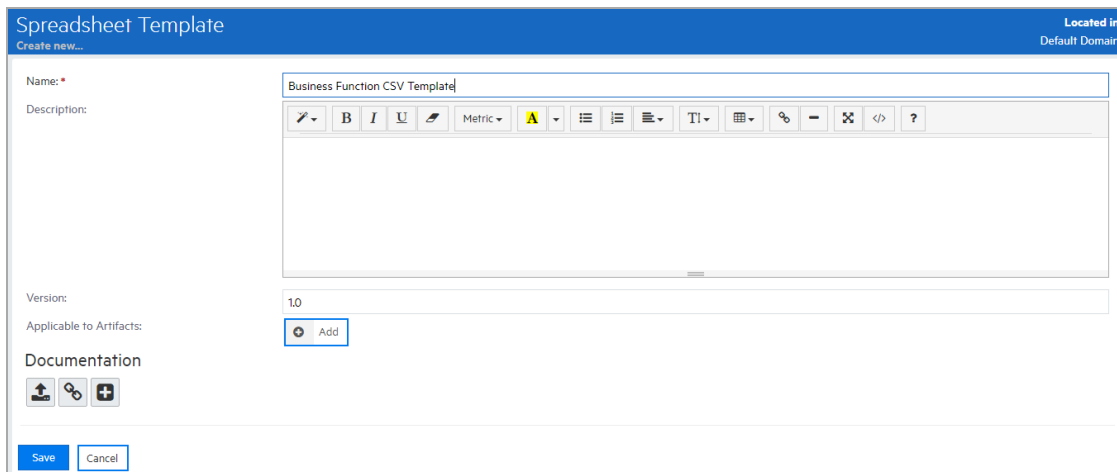 Spreadsheet Template
Located in
Create new...
Default Domain
Name: *
Business Function CSV Template
Description:
B I U Metric A TI </> ?
Version:
1.0
Applicable to Artifacts:
Add
Documentation
Save Cancel